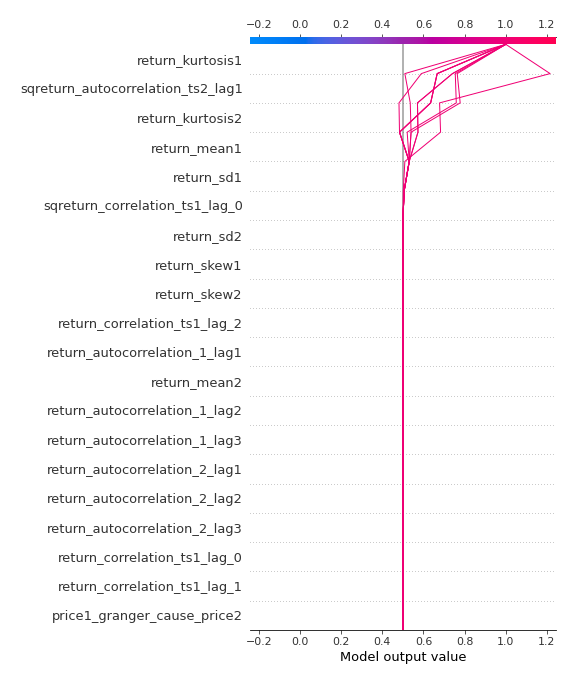 −0.2 0.0 0.2 0.4 0.6 0.8 1.0 1.2
return_kurtosis1
sqreturn_autocorrelation_ts2_lag1
return_kurtosis2
return_mean1
return_sd1
sqreturn_correlation_ts1_lag_0
return_sd2
return_skew1
return_skew2
return_correlation_ts1_lag_2
return_autocorrelation_1_lag1
return_mean2
return_autocorrelation_1_lag2
return_autocorrelation_1_lag3
return_autocorrelation_2_lag1
return_autocorrelation_2_lag2
return_autocorrelation_2_lag3
return_correlation_ts1_lag_0
return_correlation_ts1_lag_1
price1_granger_cause_price2
−0.2 0.0 0.2 0.4 0.6 0.8 1.0 1.2
Model output value